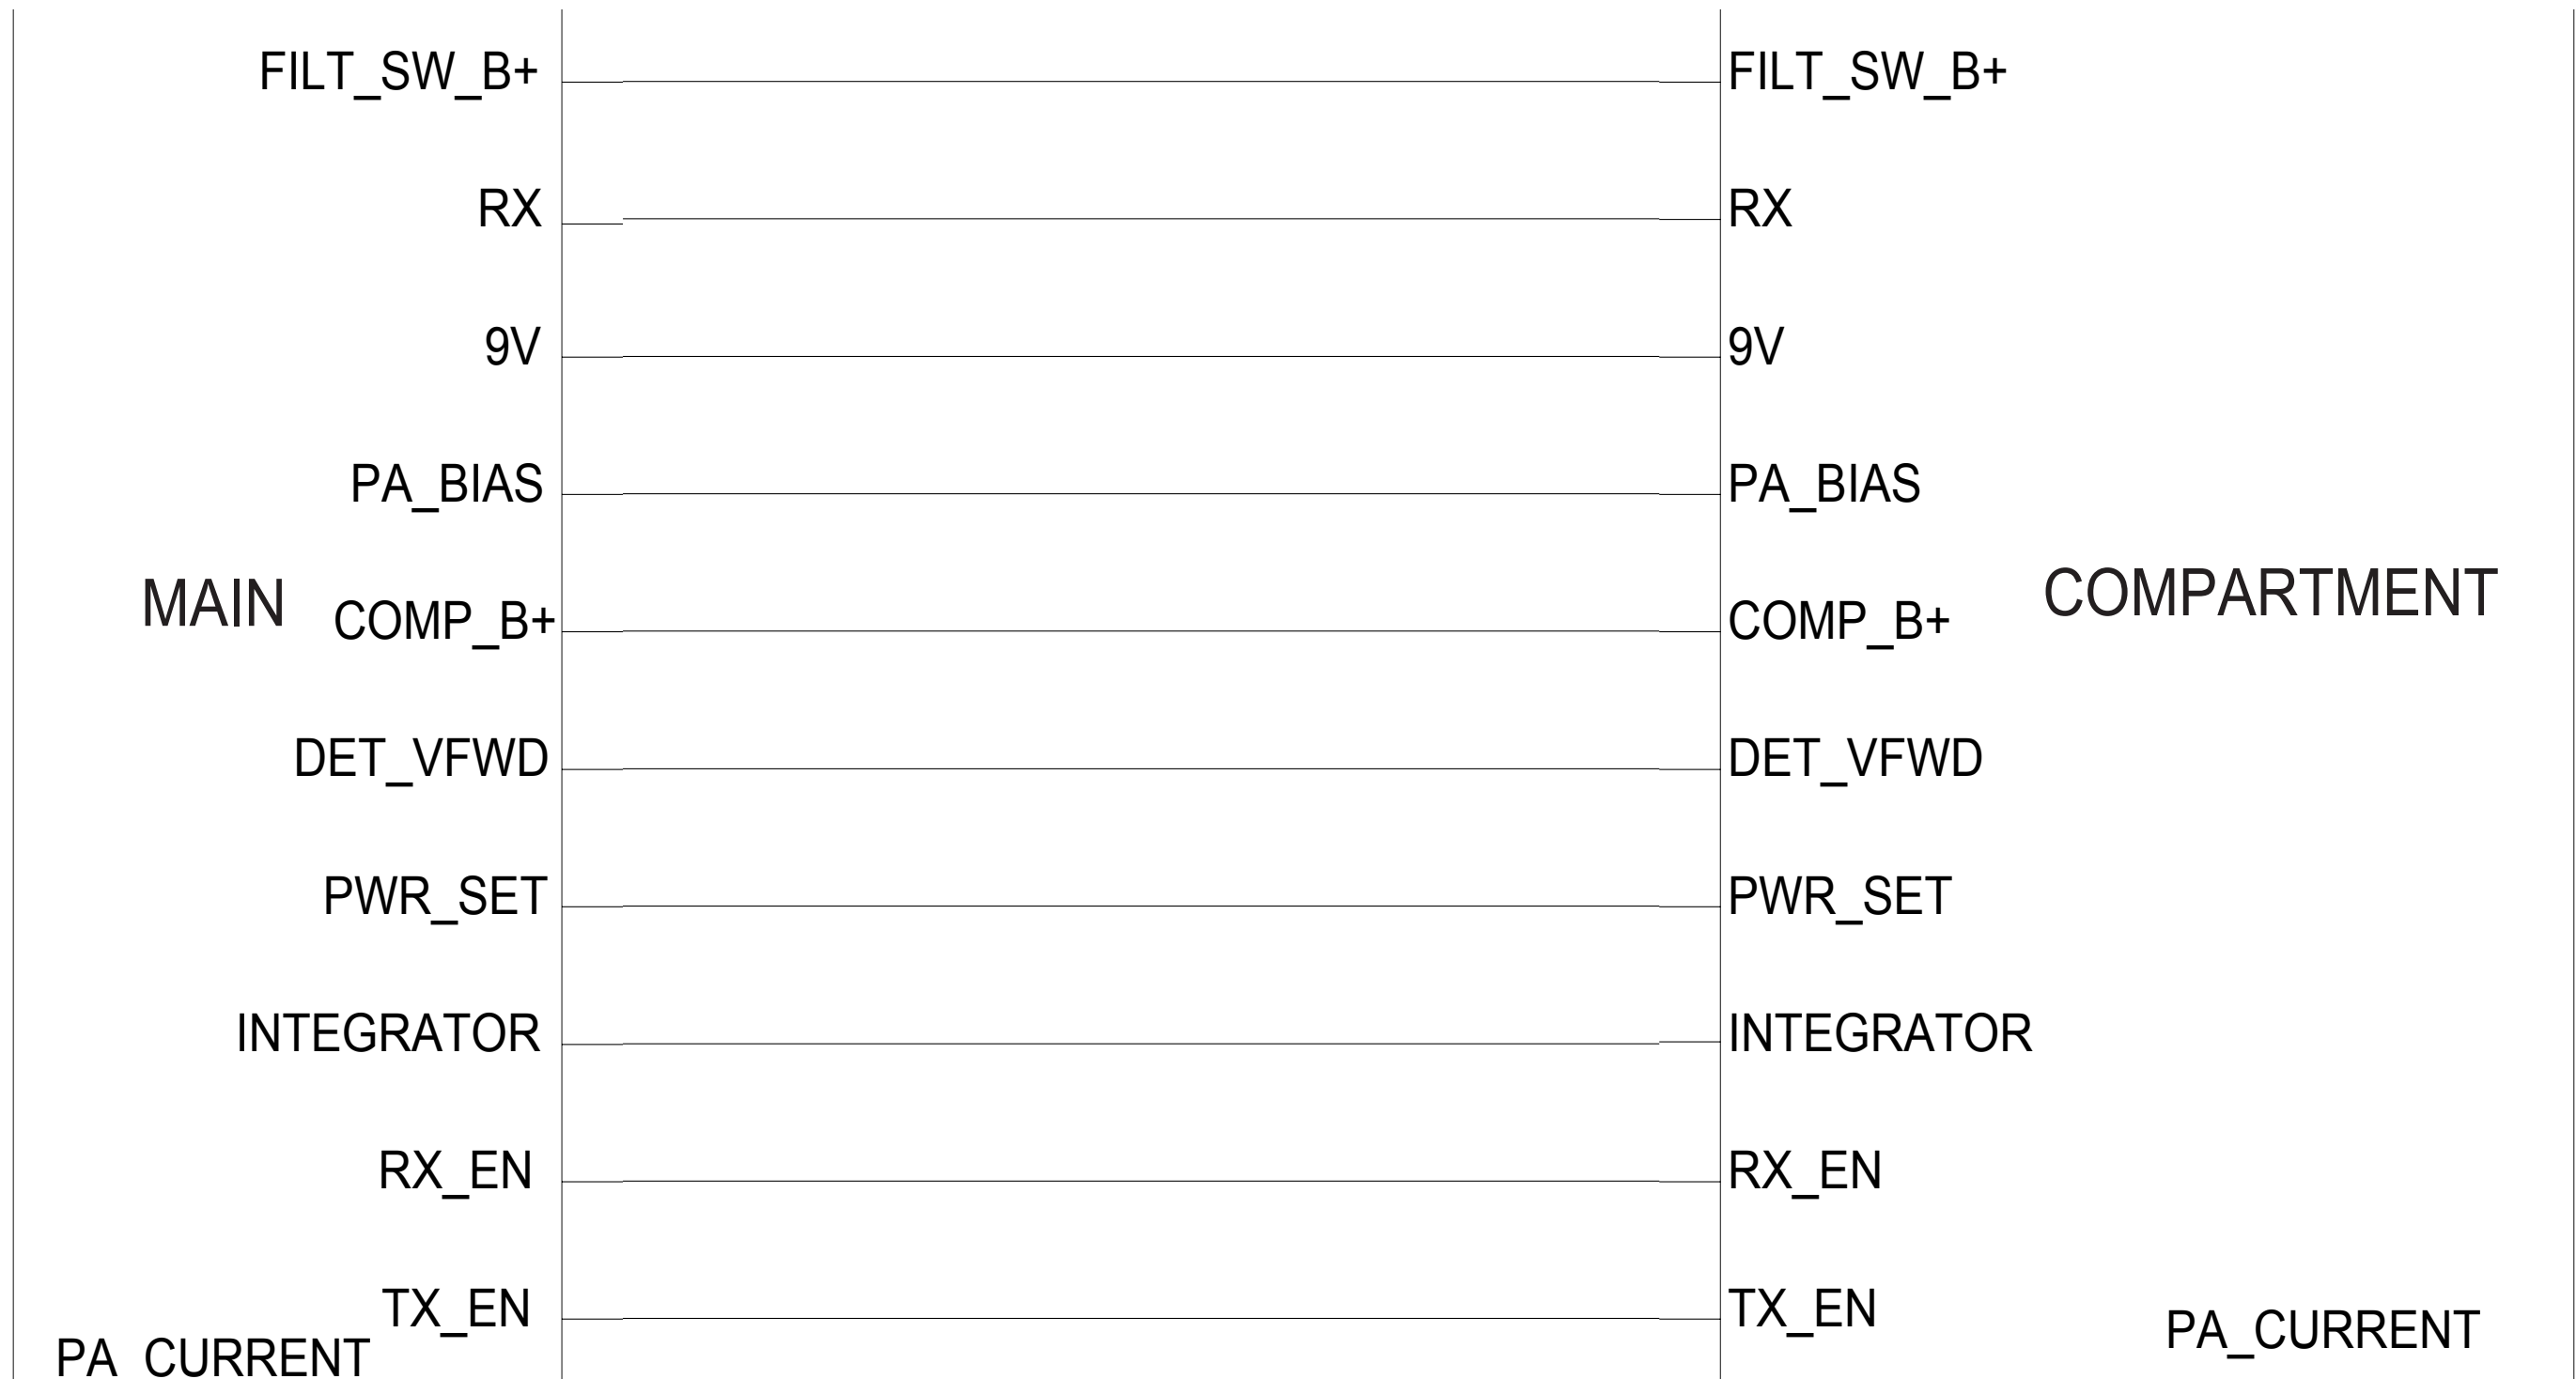 FILT_SW_B+ FILT_SW_B+
RX RX
9V 9V
PA_BIAS PA_BIAS
MAIN COMPARTMENT
COMP_B+ COMP_B+
DET_VFWD DET_VFWD
PWR_SET PWR_SET
INTEGRATOR INTEGRATOR
RX_EN RX_EN
TX_EN TX_EN
PA_CURRENT PA_CURRENT